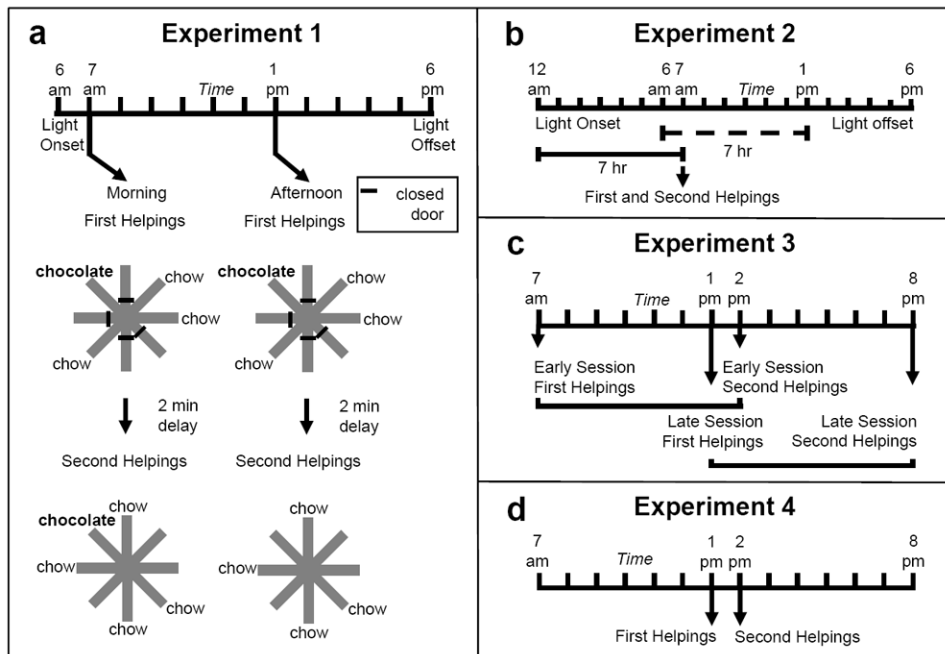 a Experiment 1
6 7 1 6
am am Time pm pm
Light Onset
Light Offset
Morning
First Helpings
Afternoon
First Helpings
closed door
chocolate
chow
chow
chow
chocolate
chow
chow
chow
2 min delay
2 min delay
Second Helpings
Second Helpings
chow
chocolate
chow
chow
chow
chow
chow
chow
chow
b Experiment 2
12 6 7 1 6
am am am Time pm pm
Light Onset
Light offset
7 hr
7 hr
First and Second Helpings
Experiment 3
c
7 1 2 8
am Time pm pm pm
Early Session
First Helpings
Early Session
Second Helpings
Late Session
First Helpings
Late Session
Second Helpings
d Experiment 4
7 1 2 8
am Time pm pm pm
First Helpings
Second Helpings